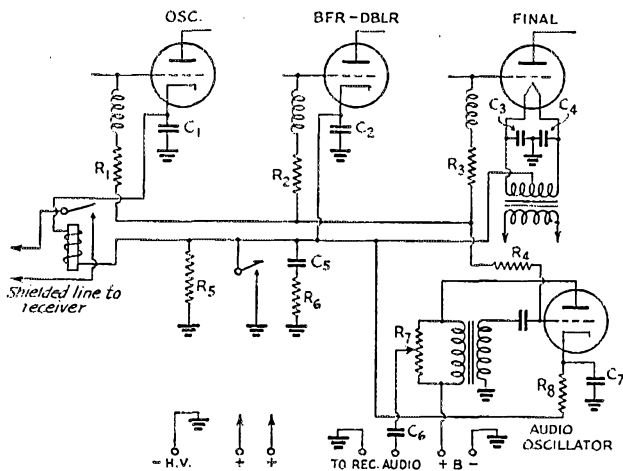 OSC.
BFR-DBLR
FINAL
C1
C2
C3
C4
R1
R2
R3
R4
Shielded line to
receiver
R5
C5
R6
R7
R8
C7
C6
AUDIO
OSCILLATOR
- H.V.
+
+
TO REC. AUDIO
+ B -